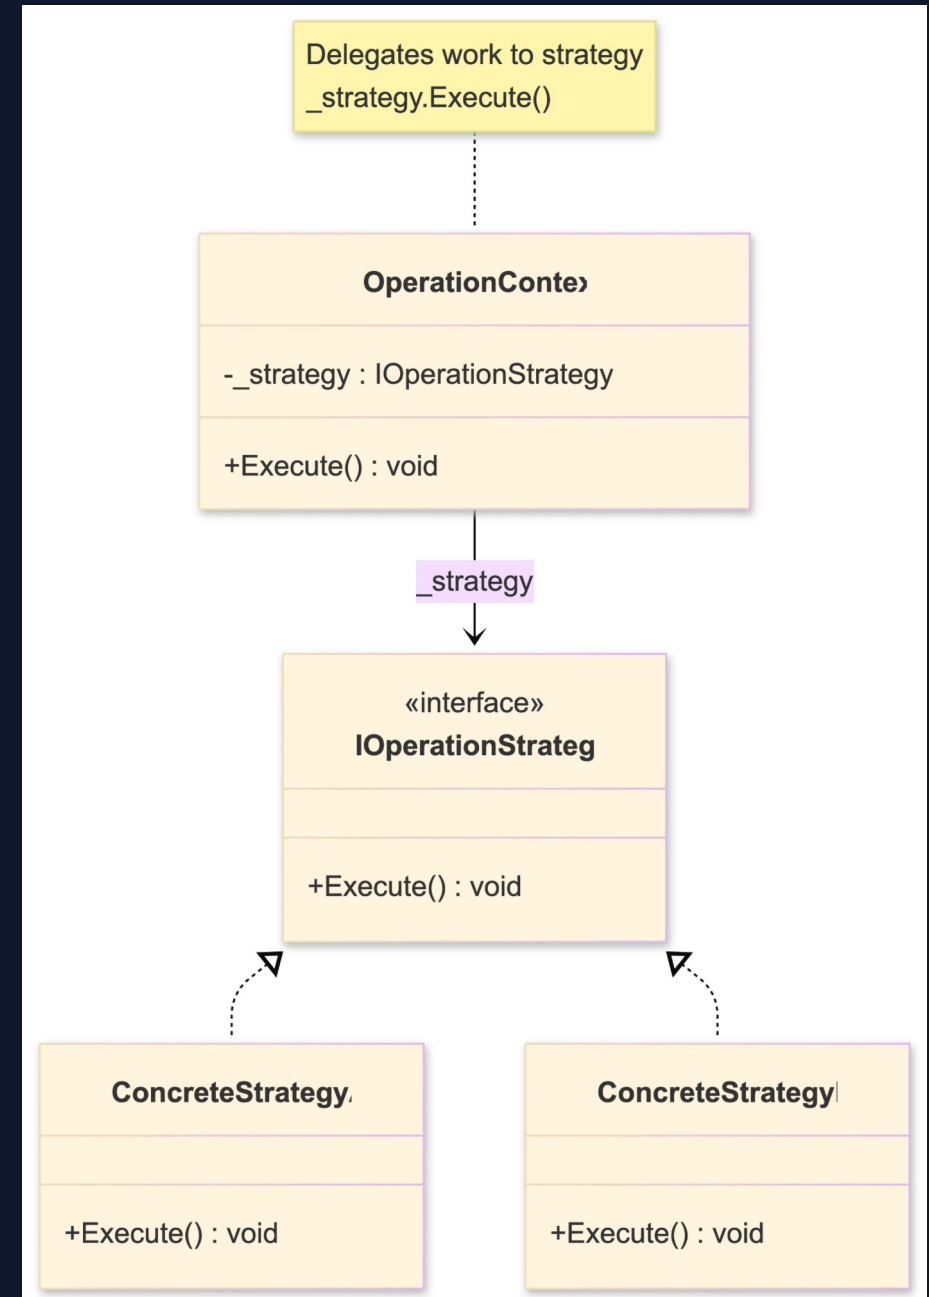 Delegates work to strategy
_strategy.Execute()
OperationContex
-_strategy : IOperationStrategy
+Execute() : void
_strategy
«interface»
IOperationStrateg
+Execute() : void
ConcreteStrategy
ConcreteStrategy
+Execute() : void
+Execute() : void